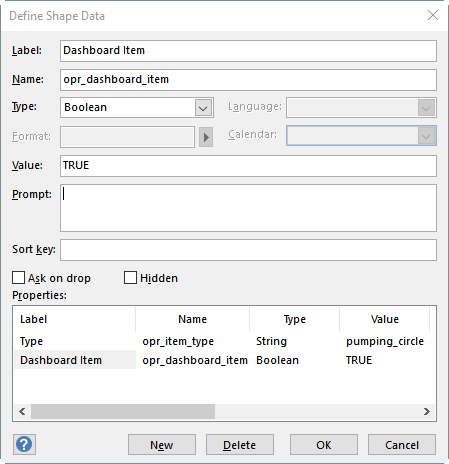 Define Shape Data
Label: Dashboard Item
Name: opr_dashboard_item
Type: Boolean Language:
Format: Calendar:
Value: TRUE
Prompt:
Sort key:
Ask on drop Hidden
Properties:
Label Name Type Value
Type opr_item_type String pumping_circle
Dashboard Item opr_dashboard_item Boolean TRUE
? New Delete OK Cancel